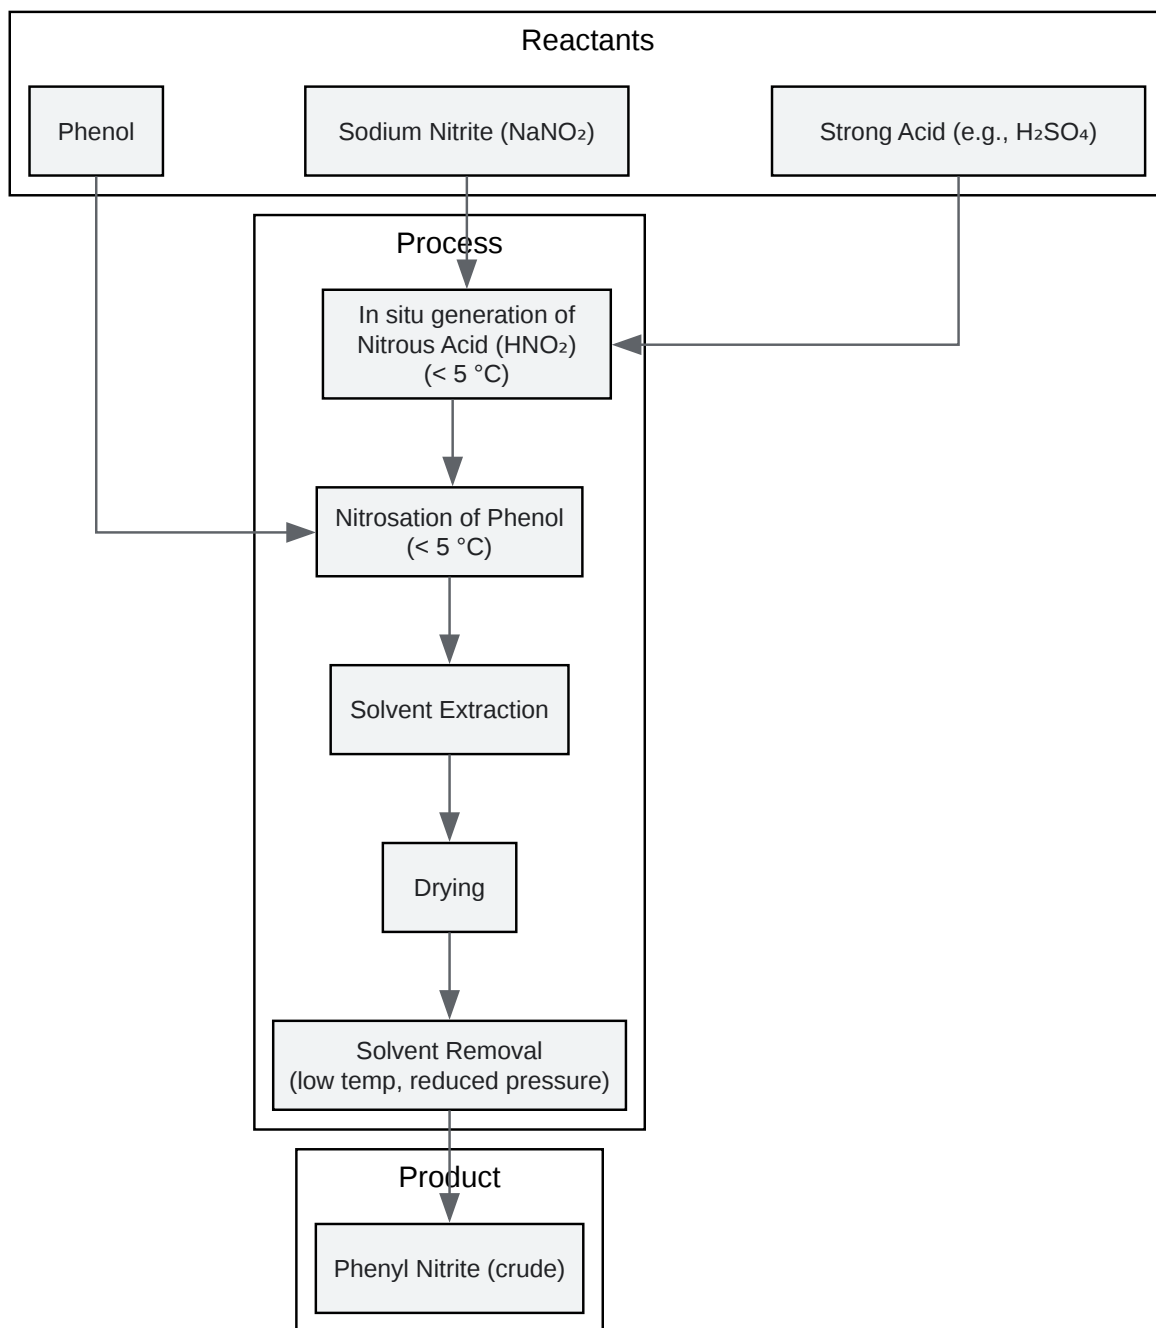 Reactants
Phenol
Sodium Nitrite (NaNO₂)
Strong Acid (e.g., H₂SO₄)
Process
In situ generation of
Nitrous Acid (HNO₂)
(< 5 °C)
Nitrosation of Phenol
(< 5 °C)
Solvent Extraction
Drying
Solvent Removal
(low temp, reduced pressure)
Product
Phenyl Nitrite (crude)